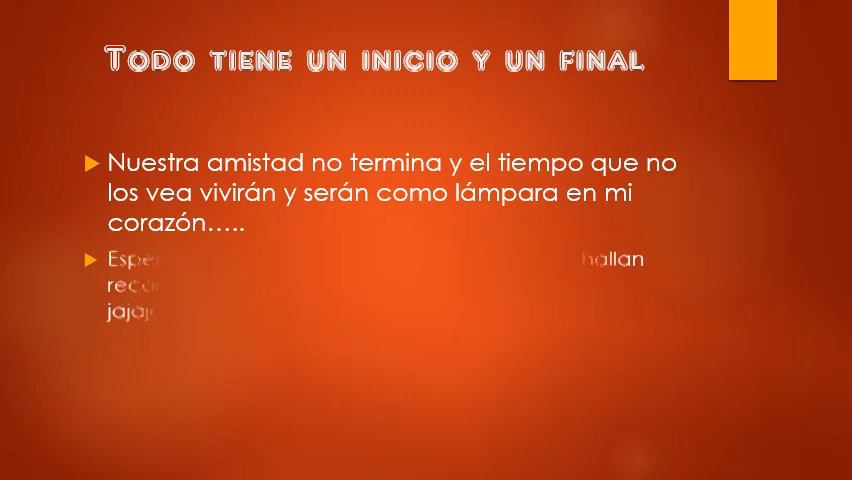 Todo tiene un inicio y un final
Nuestra amistad no termina y el tiempo que no
los vea vivirán y serán como lámpara en mi
corazón.....
hallan